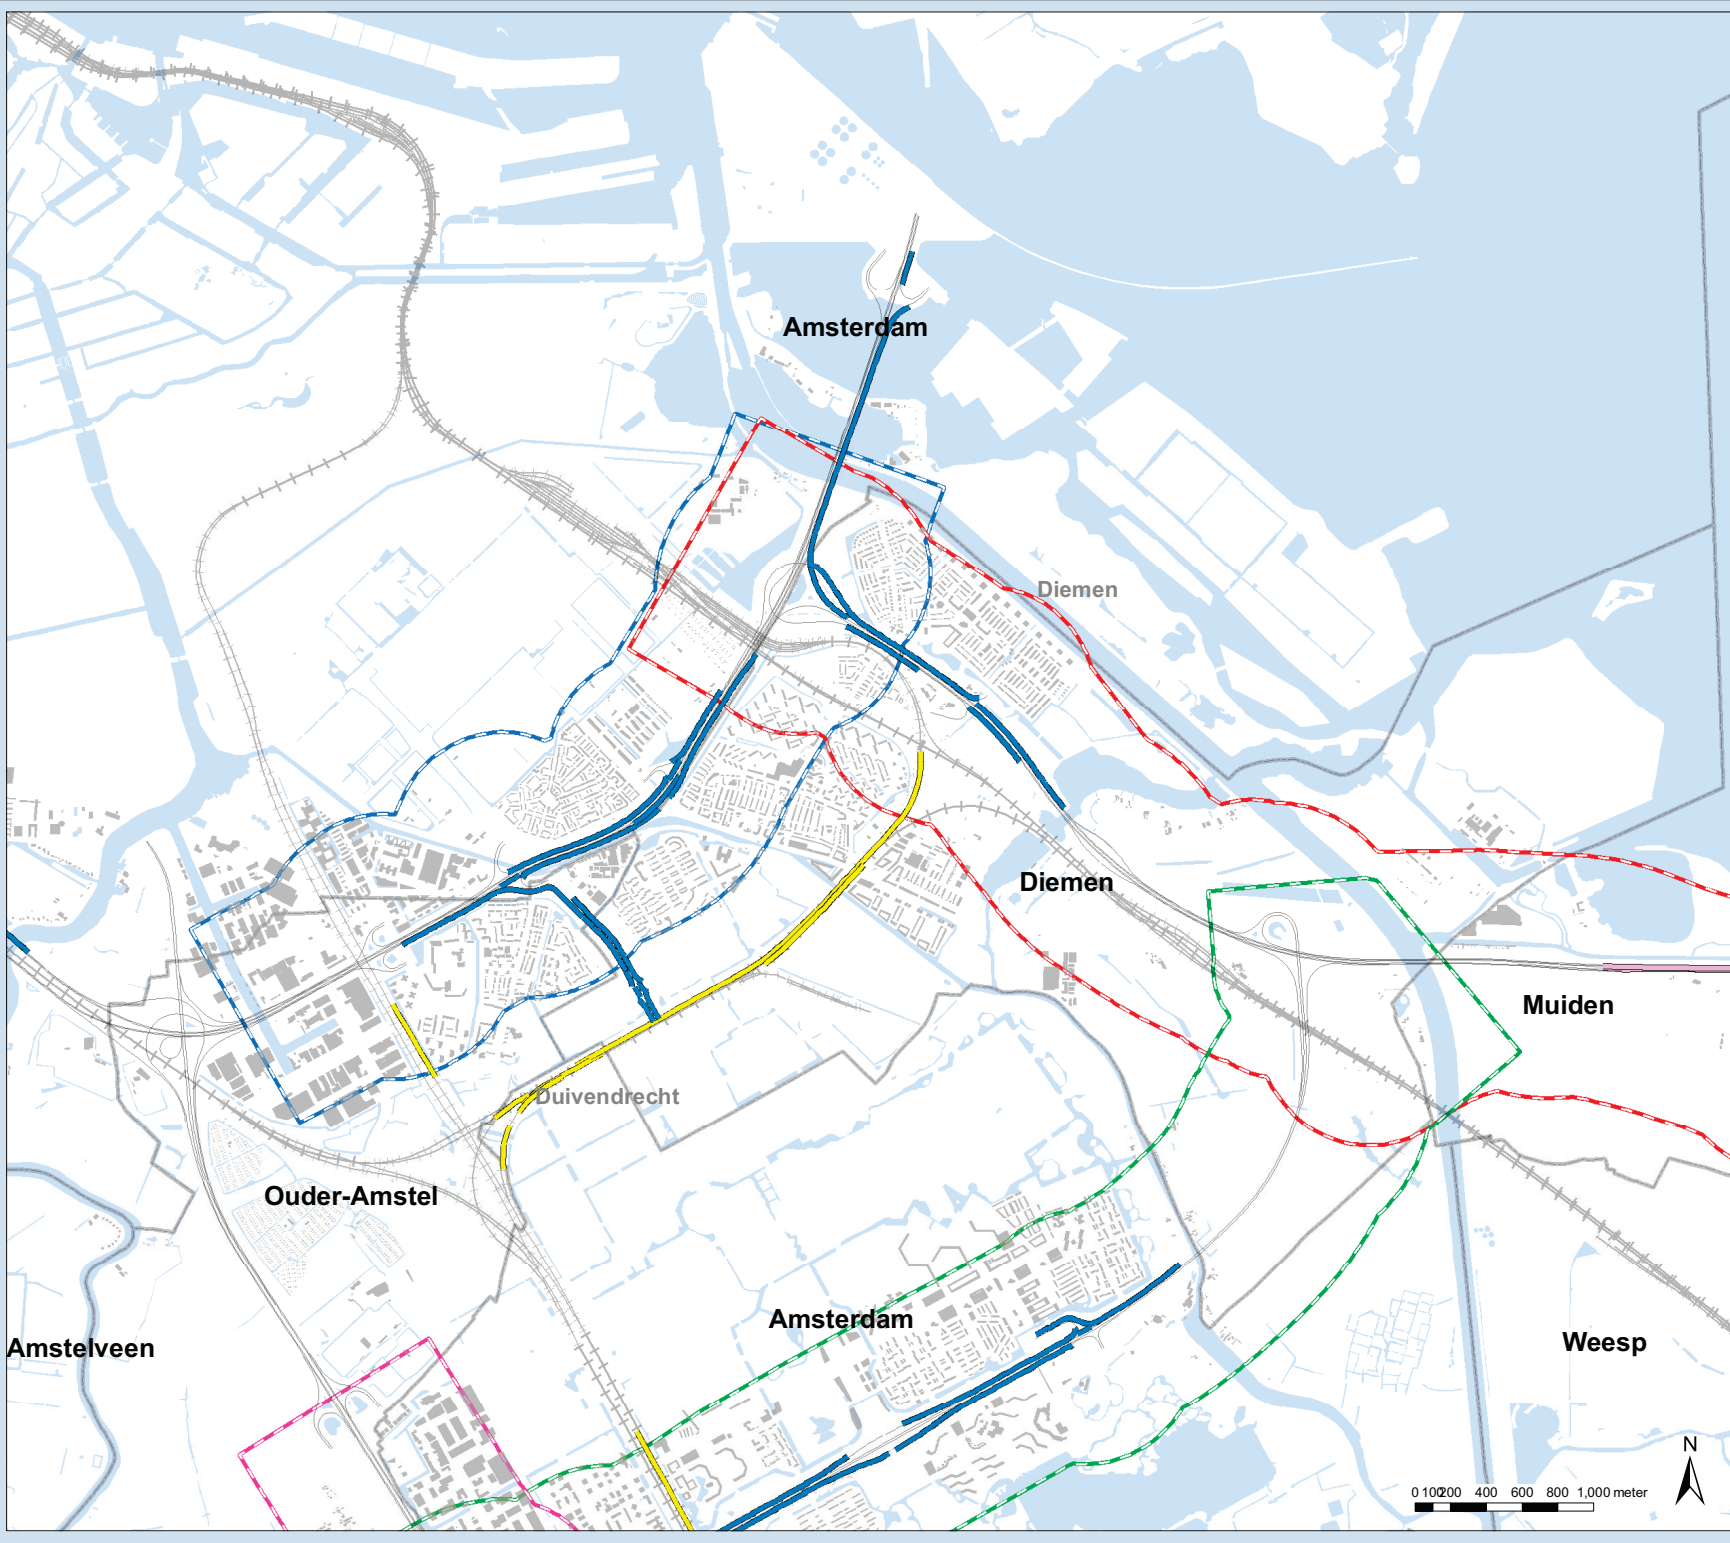 Amsterdam
Diemen
Diemen
Muiden
Duivendrecht
Ouder-Amstel
Amsterdam
Amstelveen
Weesp
N
0 100 200 400 600 800 1,000 meter